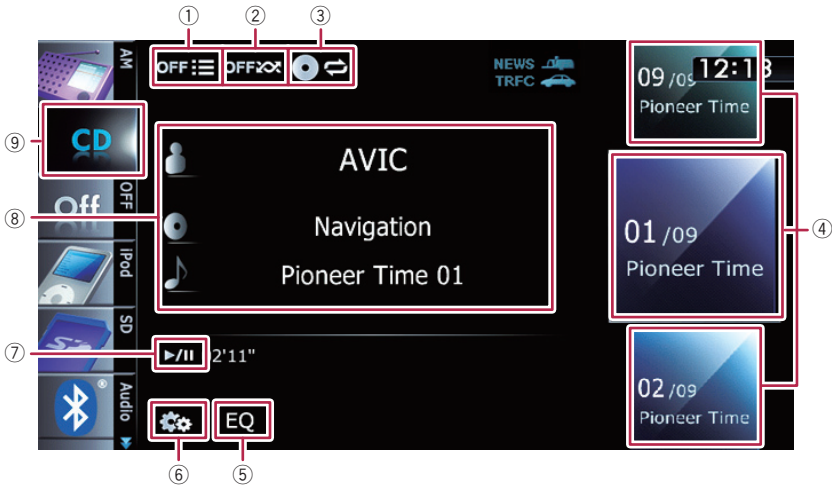 ① ② ③
AM
OFF OFF
NEWS
TRFC
09/09 12:13
Pioneer Time
⑨
CD
AVIC
④
OFF
Off
⑧
Navigation
01/09
Pioneer Time
iPod
Pioneer Time 01
SD
⑦
►/II 2'11"
02/09
Pioneer Time
® Audio
EQ
⑥ ⑤